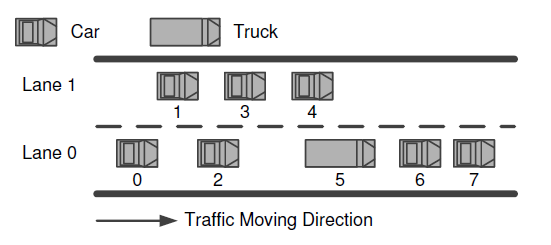 Car Truck
Lane 1
1 3 4
Lane 0
0 2 5 6 7
Traffic Moving Direction